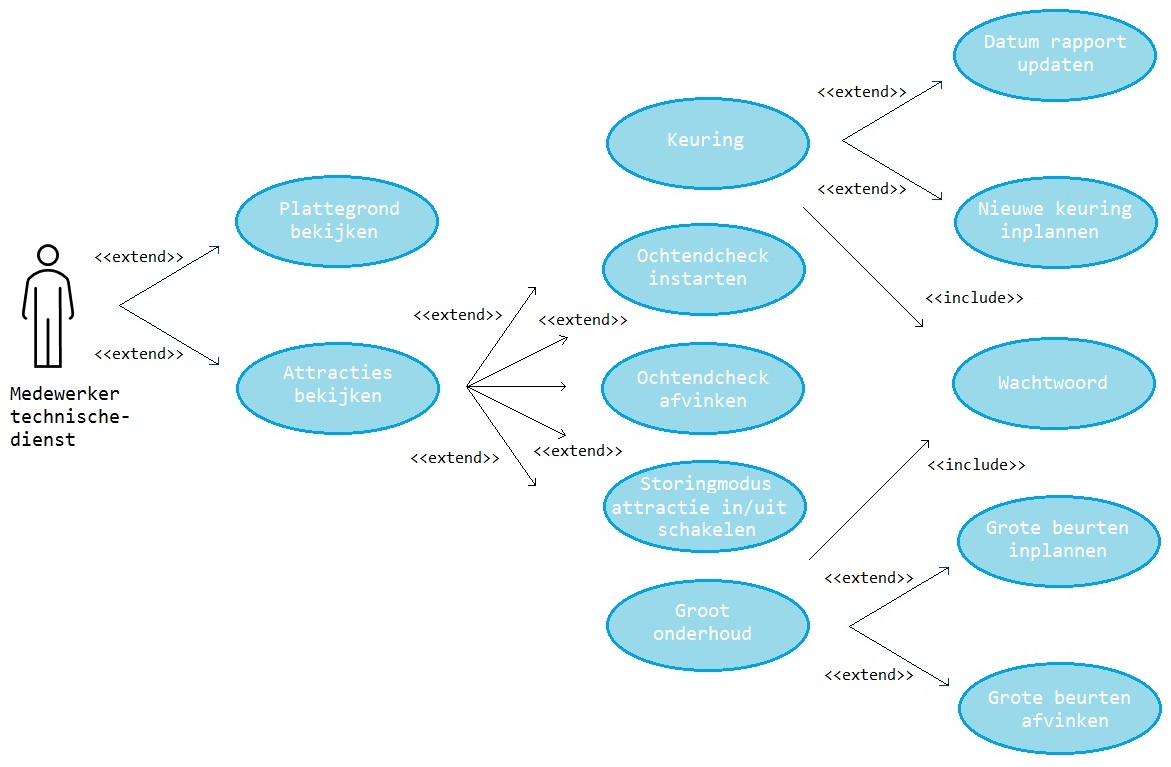 Medewerker
technische-
dienst
<<extend>>
<<extend>>
Plattegrond
bekijken
Attracties
bekijken
<<extend>>
<<extend>>
<<extend>>
<<extend>>
Keuring
Ochtendcheck
instarten
Ochtendcheck
afvinken
Storingmodus
attractie in/uit
schakelen
Groot
onderhoud
<<extend>>
<<extend>>
<<include>>
<<include>>
<<extend>>
<<extend>>
Datum rapport
updaten
Nieuwe keuring
inplannen
Wachtwoord
Grote beurten
inplannen
Grote beurten
afvinken